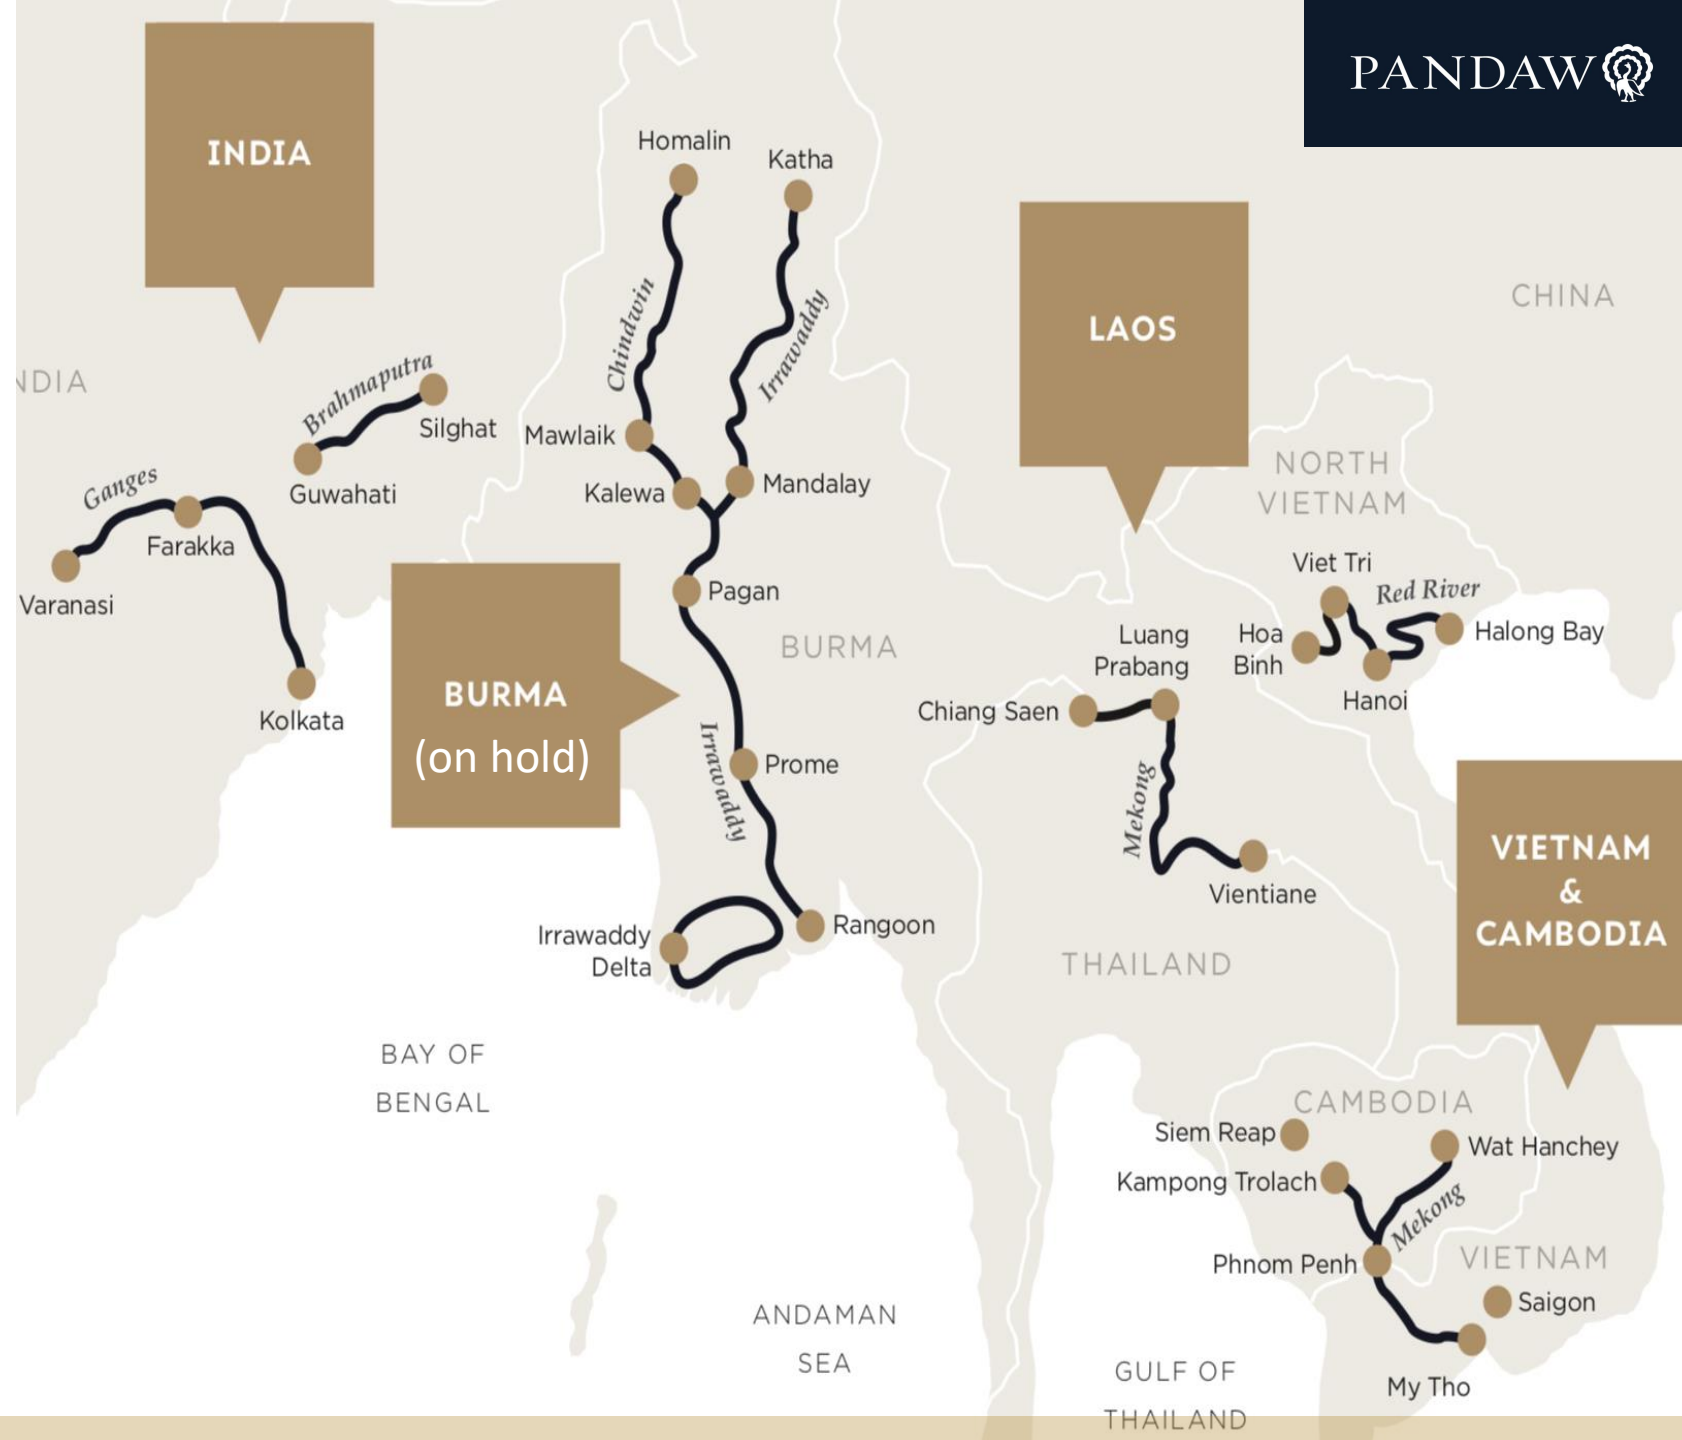 PANDAW
INDIA
Homalin
Katha
LAOS
CHINA
Chindwin
Irrawaddy
NDIA
Brahmaputra
Silghat
Mawlaik
NORTH
VIETNAM
Ganges
Guwahati
Kalewa
Mandalay
Farakka
Viet Tri
Red River
Varanasi
Pagan
BURMA
Luang
Prabang
Hoa
Binh
Halong Bay
Hanoi
BURMA
(on hold)
Kolkata
Chiang Saen
Irrawaddy
Prome
Mekong
VIETNAM
&
CAMBODIA
Vientiane
Irrawaddy
Delta
Rangoon
THAILAND
BAY OF
BENGAL
CAMBODIA
Siem Reap
Wat Hanchey
Kampong Trolach
Mekong
Phnom Penh
VIETNAM
Saigon
ANDAMAN
SEA
GULF OF
THAILAND
My Tho